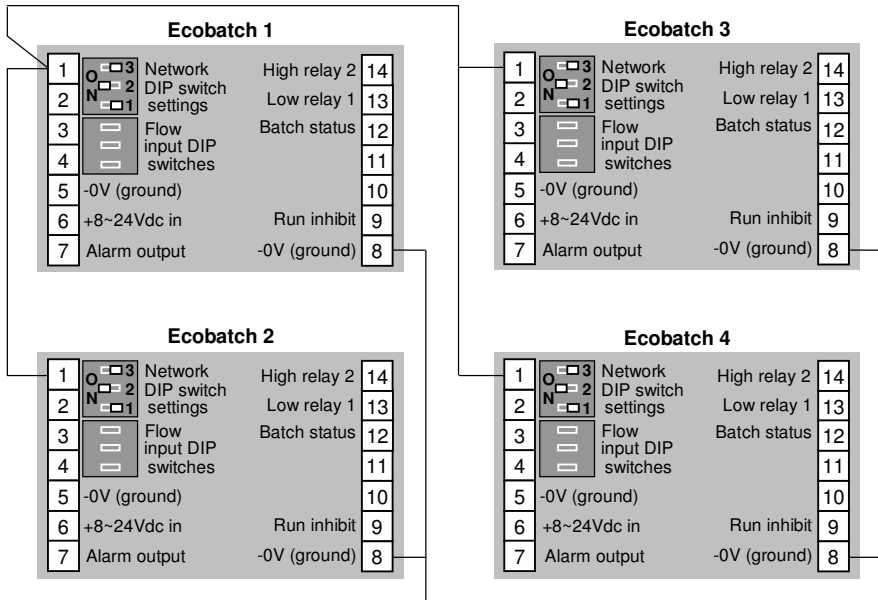 Ecobatch 1
1 O N 3 Network High relay 2 14
2 2 DIP switch Low relay 1 13
1 settings
3 Flow Batch status 12
4 input DIP 11
switches
5 -0V (ground) 10
6 +8~24Vdc in Run inhibit 9
7 Alarm output -0V (ground) 8
Ecobatch 3
1 O N 3 Network High relay 2 14
2 2 DIP switch Low relay 1 13
1 settings
3 Flow Batch status 12
4 input DIP 11
switches
5 -0V (ground) 10
6 +8~24Vdc in Run inhibit 9
7 Alarm output -0V (ground) 8
Ecobatch 2
1 O N 3 Network High relay 2 14
2 2 DIP switch Low relay 1 13
1 settings
3 Flow Batch status 12
4 input DIP 11
switches
5 -0V (ground) 10
6 +8~24Vdc in Run inhibit 9
7 Alarm output -0V (ground) 8
Ecobatch 4
1 O N 3 Network High relay 2 14
2 2 DIP switch Low relay 1 13
1 settings
3 Flow Batch status 12
4 input DIP 11
switches
5 -0V (ground) 10
6 +8~24Vdc in Run inhibit 9
7 Alarm output -0V (ground) 8